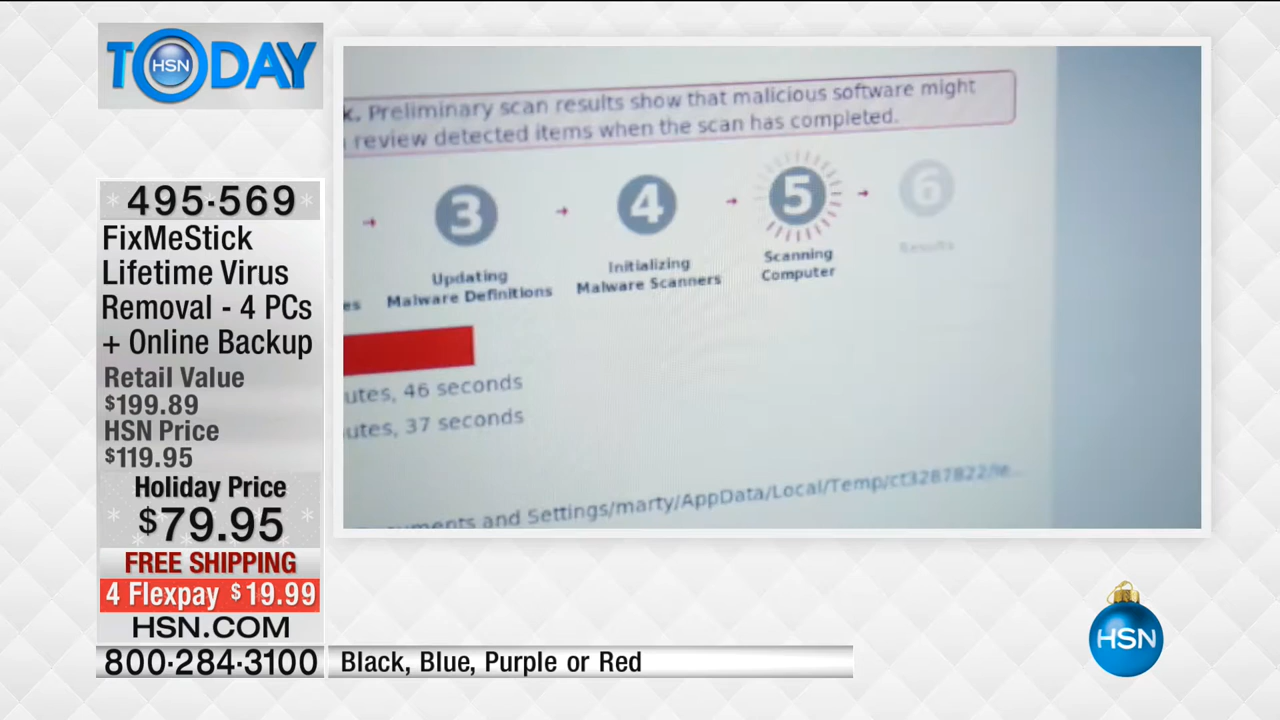 TODAY
HSN
495-569
FixMeStick
Lifetime Virus
Removal - 4 PCs
+ Online Backup
Retail Value
$199.89
HSN Price
$119.95
Holiday Price
$79.95
FREE SHIPPING
4 Flexpay $19.99
HSN.COM
800-284-3100
Preliminary scan results show that malicious software might
review detected items when the scan has completed.
3
4
5
6
Updating
Malware Definitions
Initializing
Malware Scanners
Scanning
Computer
Results
utes, 46 seconds
utes, 37 seconds
and Settings/marty/AppData/Local/Temp/ct3287822/ie...
Black, Blue, Purple or Red
HSN